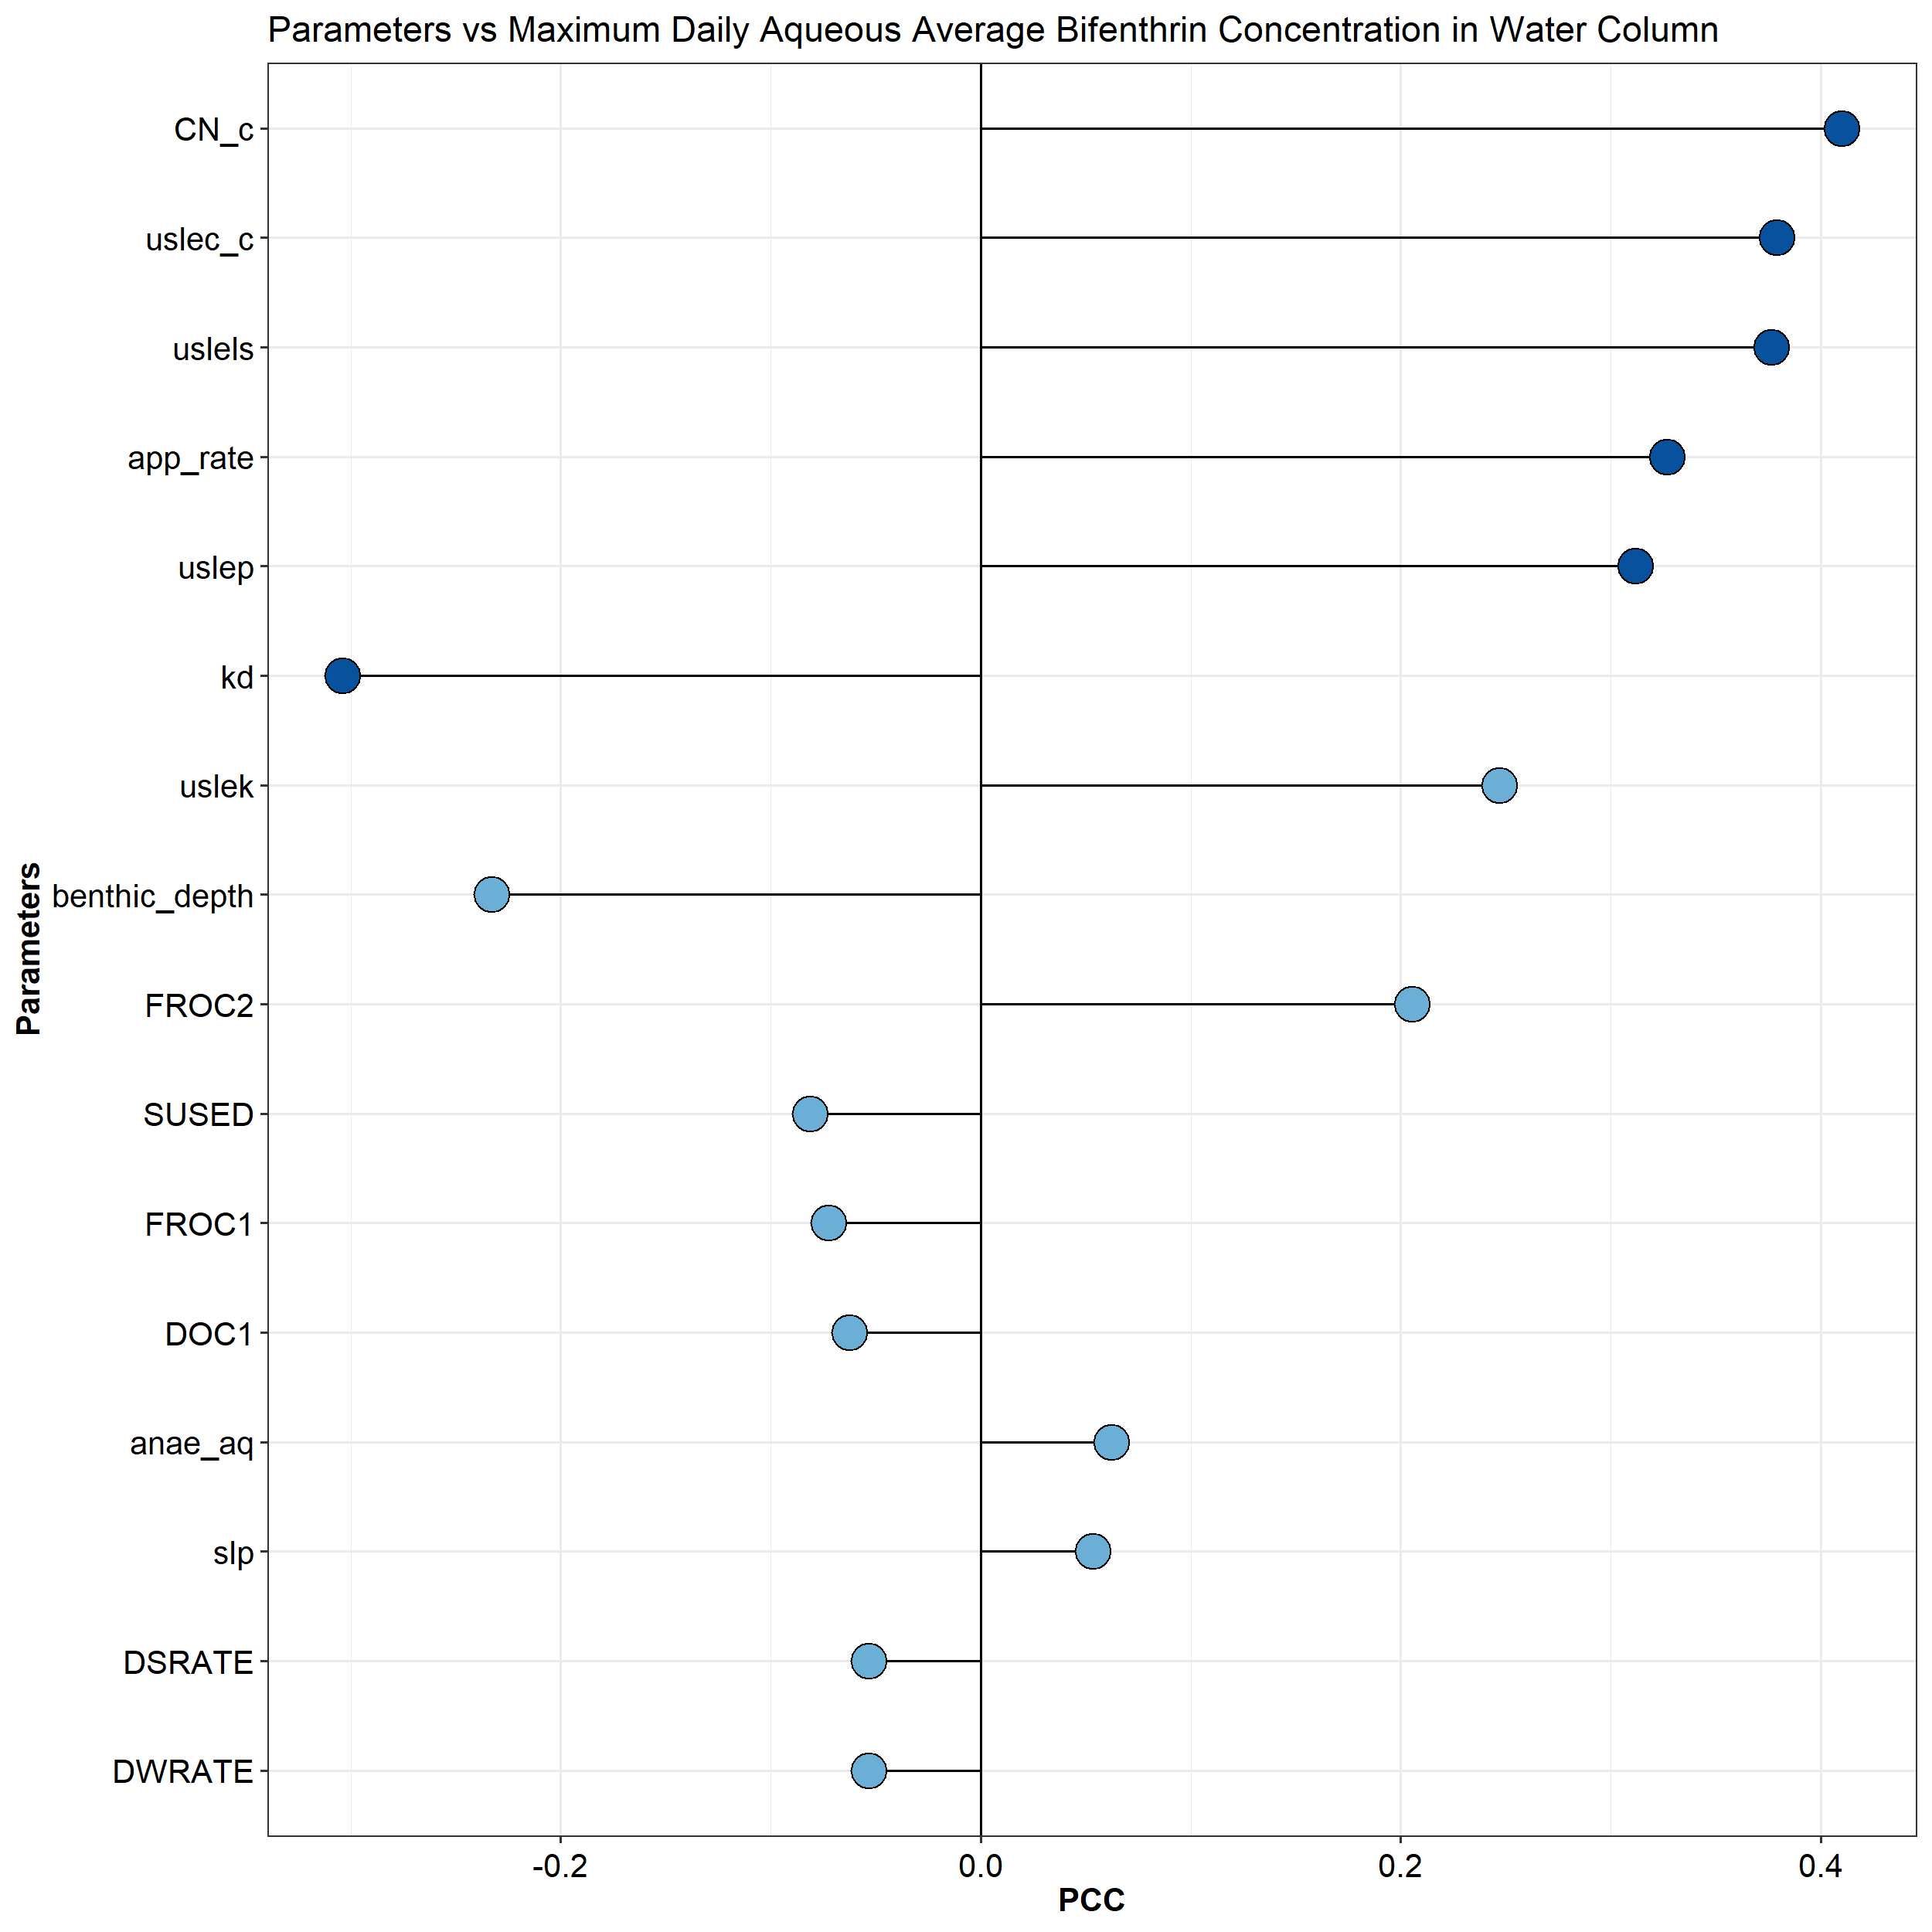 Parameters vs Maximum Daily Aqueous Average Bifenthrin Concentration in Water Column
CN_c
uslec_c
uslels
app_rate
uslep
kd
uslek
benthic_depth
FROC2
SUSED
FROC1
DOC1
anae_aq
slp
DSRATE
DWRATE
Parameters
-0.2 0.0 0.2 0.4
PCC